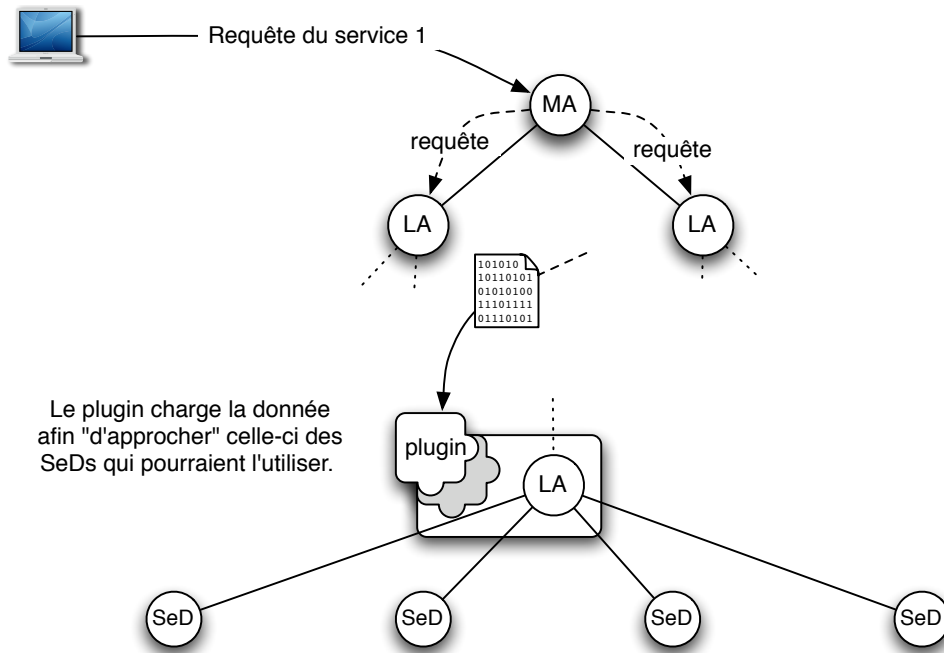 Requête du service 1
MA
requête
requête
LA
LA
101010
10110101
01010100
11101111
01110101
Le plugin charge la donnée
afin "d'approcher" celle-ci des
SeDs qui pourraient l'utiliser.
plugin
LA
SeD
SeD
SeD
SeD